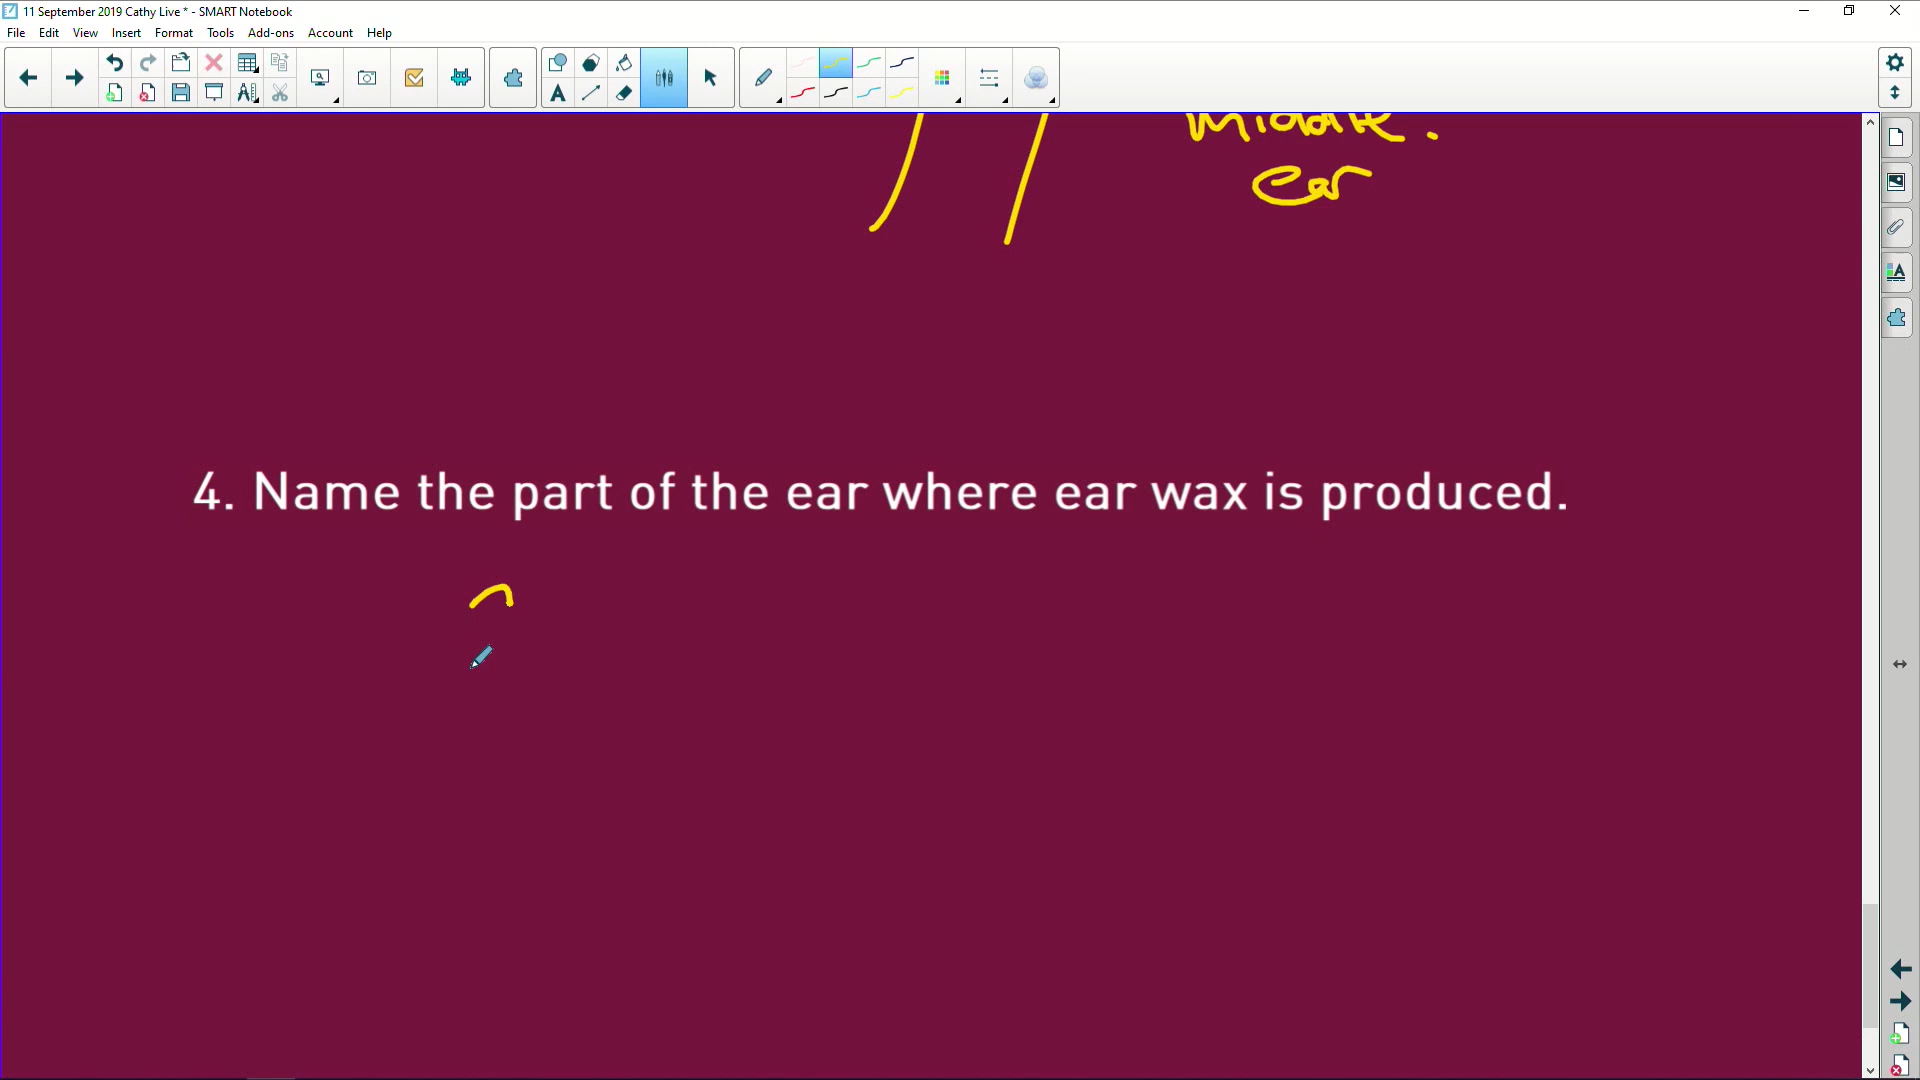 11 September 2019 Cathy Live * - SMART Notebook
File Edit View Insert Format Tools Add-ons Account Help
middle.
ear
4. Name the part of the ear where ear wax is produced.